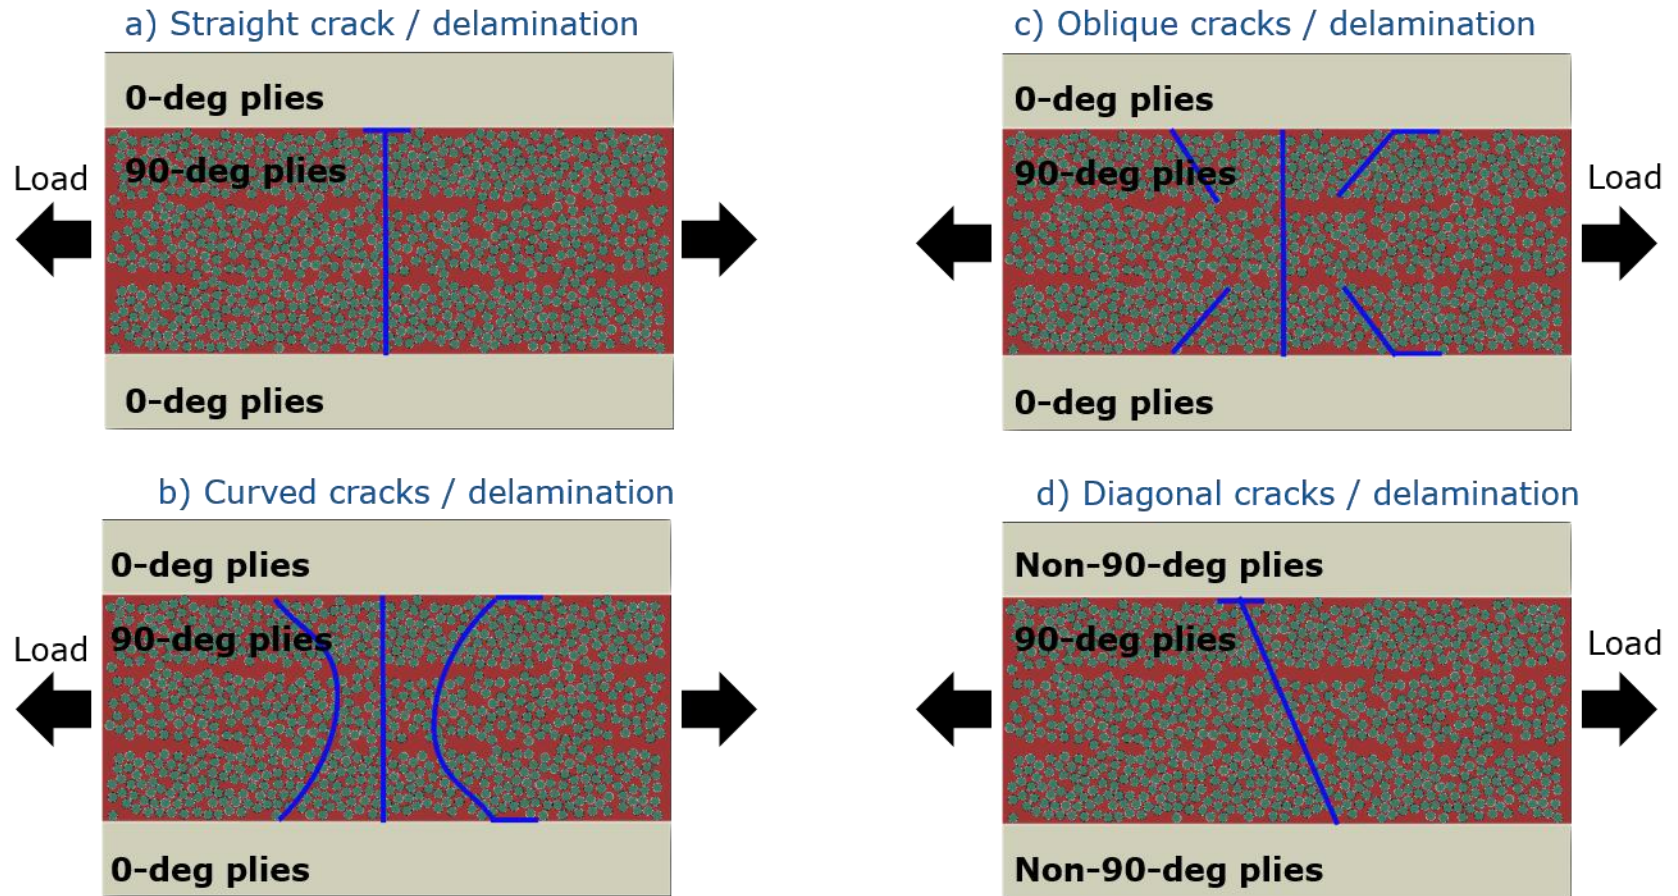 a) Straight crack / delamination
0-deg plies
90-deg plies
Load
0-deg plies
c) Oblique cracks / delamination
0-deg plies
90-deg plies
Load
0-deg plies
b) Curved cracks / delamination
0-deg plies
90-deg plies
Load
0-deg plies
d) Diagonal cracks / delamination
Non-90-deg plies
90-deg plies
Load
Non-90-deg plies